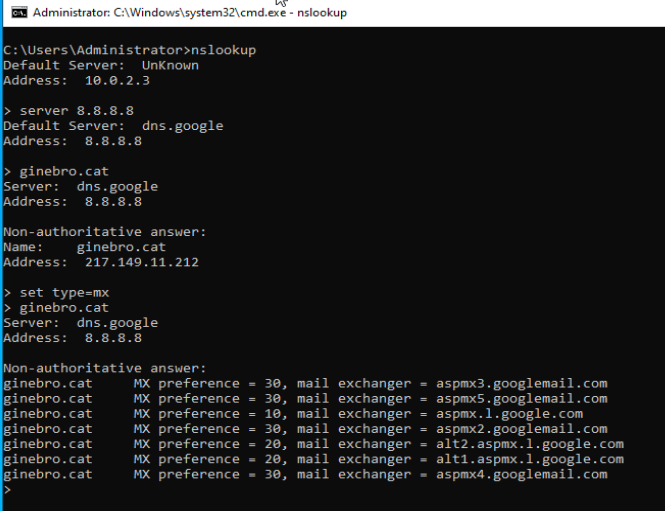 Administrator: C:\Windows\system32\cmd.exe - nslookup
C:\Users\Administrator>nslookup
Default Server:  UnKnown
Address:  10.0.2.3
> server 8.8.8.8
Default Server:  dns.google
Address:  8.8.8.8
> ginebro.cat
Server:  dns.google
Address:  8.8.8.8
Non-authoritative answer:
Name:    ginebro.cat
Address:  217.149.11.212
> set type=mx
> ginebro.cat
Server:  dns.google
Address:  8.8.8.8
Non-authoritative answer:
ginebro.cat     MX preference = 30, mail exchanger = aspmx3.googlemail.com
ginebro.cat     MX preference = 30, mail exchanger = aspmx5.googlemail.com
ginebro.cat     MX preference = 10, mail exchanger = aspmx.l.google.com
ginebro.cat     MX preference = 30, mail exchanger = aspmx2.googlemail.com
ginebro.cat     MX preference = 20, mail exchanger = alt2.aspmx.l.google.com
ginebro.cat     MX preference = 20, mail exchanger = alt1.aspmx.l.google.com
ginebro.cat     MX preference = 30, mail exchanger = aspmx4.googlemail.com
>